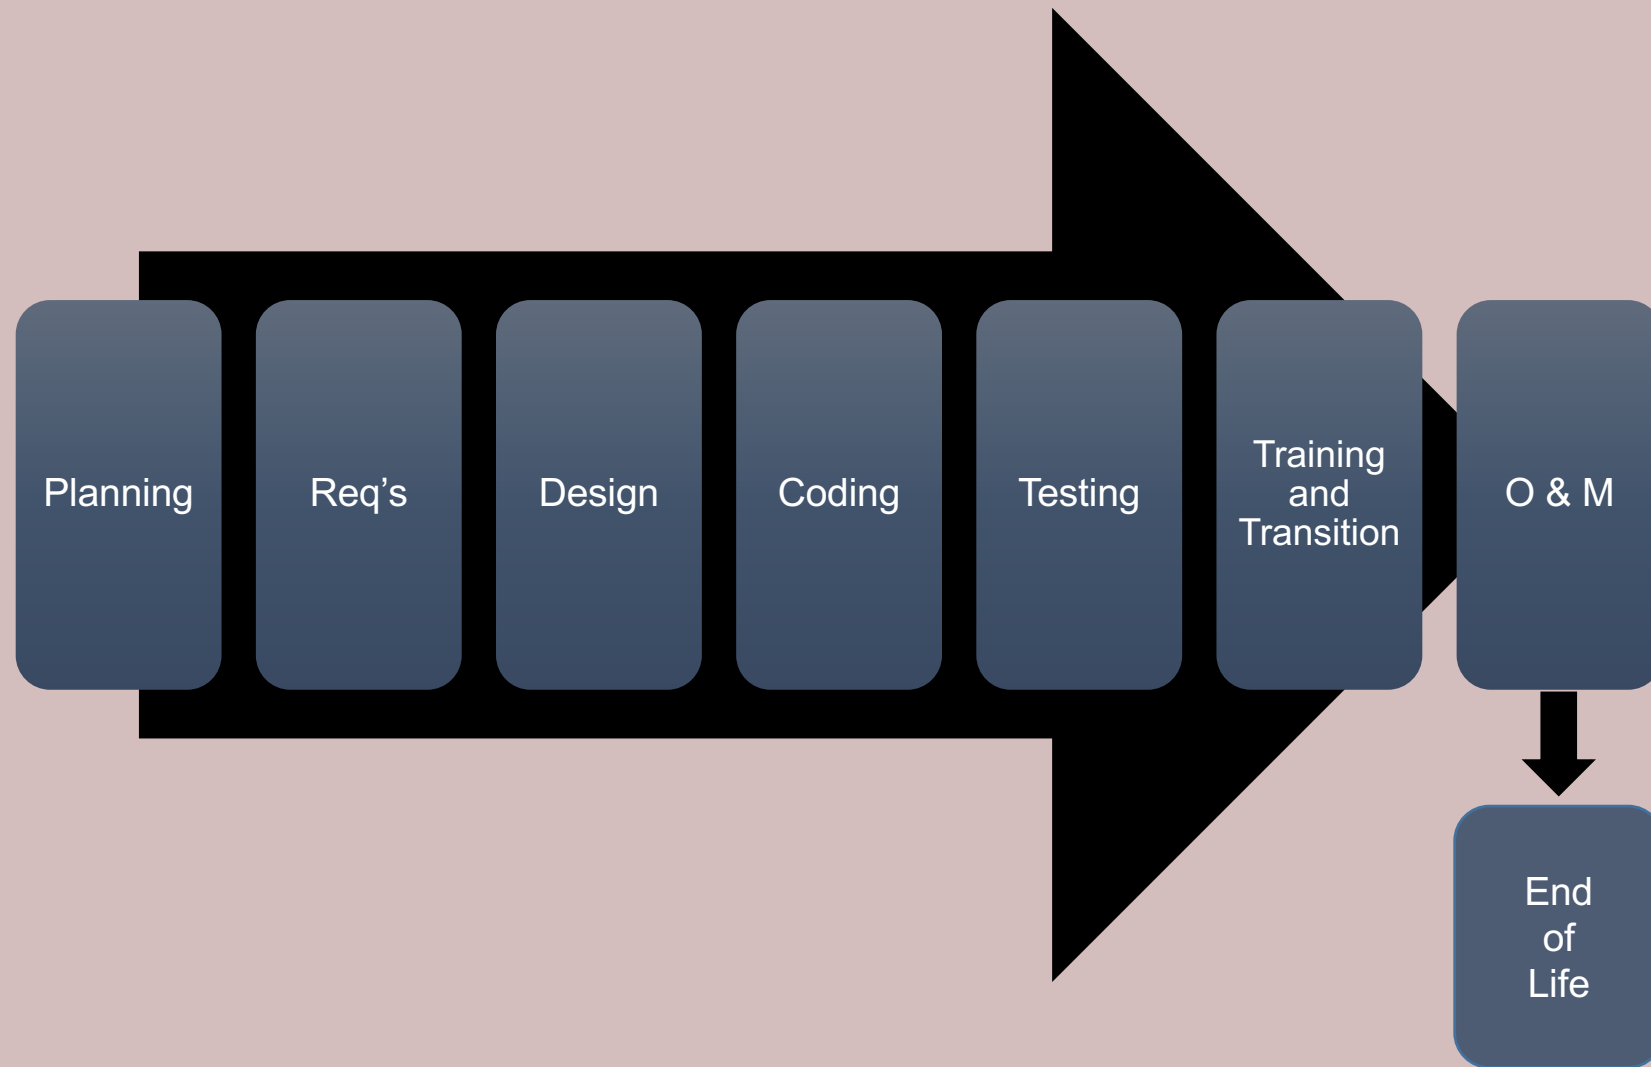 Planning
Req’s
Design
Coding
Testing
Training
and
Transition
O & M
End
of
Life